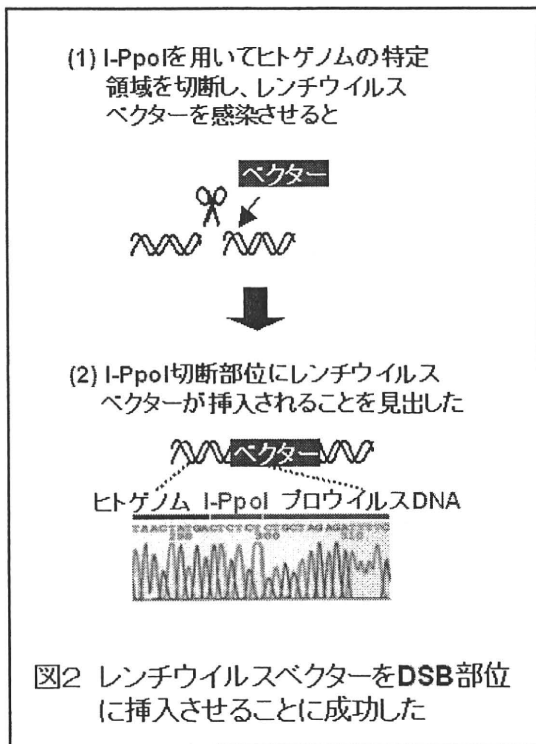 (1) I-PpoIを用いてヒトゲノムの特定
領域を切断し、レンチウイルス
ベクターを感染させると
ベクター
(2) I-PpoI切断部位にレンチウイルス
ベクターが挿入されることを見出した
ベクター
ヒトゲノム I-PpoI プロウイルスDNA
TAACTATGACTCTCTCTGCTAGAGATTTTC
290 300 310
図2 レンチウイルスベクターをDSB部位
に挿入させることに成功した